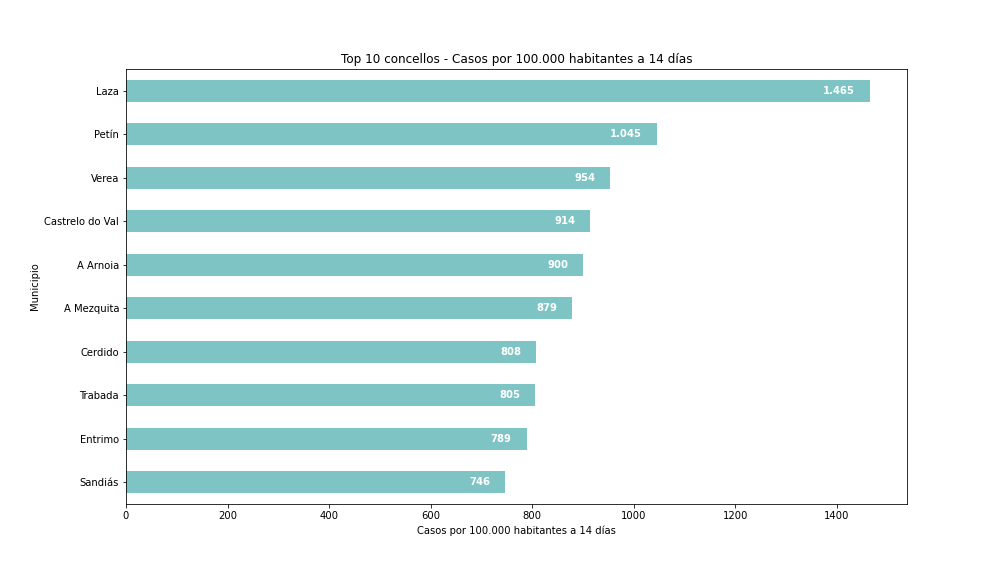 Top 10 concellos - Casos por 100.000 habitantes a 14 días
Municipio
Laza 1.465
Petín 1.045
Verea 954
Castrelo do Val 914
A Arnoia 900
A Mezquita 879
Cerdido 808
Trabada 805
Entrimo 789
Sandiás 746
0 200 400 600 800 1000 1200 1400
Casos por 100.000 habitantes a 14 días